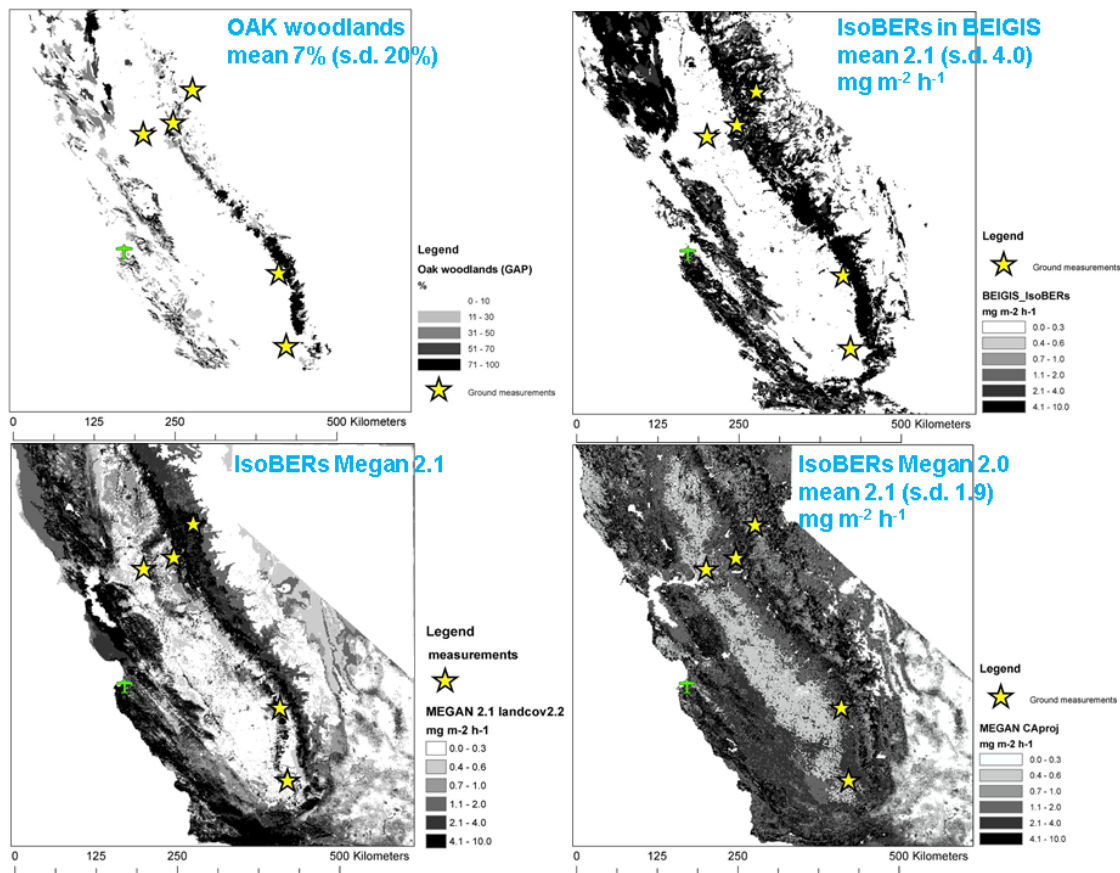 OAK woodlands
mean 7% (s.d. 20%)
Legend
Oak woodlands (GAP)
%
0 - 10
11 - 30
31 - 50
51 - 70
71 - 100
Ground measurements
0 125 250 500 Kilometers
IsoBERs in BEIGIS
mean 2.1 (s.d. 4.0)
mg m-2 h-1
Legend
Ground measurements
BEIGIS_IsoBERs
mg m-2 h-1
0.0 - 0.3
0.4 - 0.6
0.7 - 1.0
1.1 - 2.0
2.1 - 4.0
4.1 - 10.0
0 125 250 500 Kilometers
IsoBERs Megan 2.1
Legend
measurements
MEGAN 2.1 landcov2.2
mg m-2 h-1
0.0 - 0.3
0.4 - 0.6
0.7 - 1.0
1.1 - 2.0
2.1 - 4.0
4.1 - 10.0
0 125 250 500 Kilometers
IsoBERs Megan 2.0
mean 2.1 (s.d. 1.9)
mg m-2 h-1
Legend
Ground measurements
MEGAN CAproj
mg m-2 h-1
0.0 - 0.3
0.4 - 0.6
0.7 - 1.0
1.1 - 2.0
2.1 - 4.0
4.1 - 10.0
0 125 250 500 Kilometers